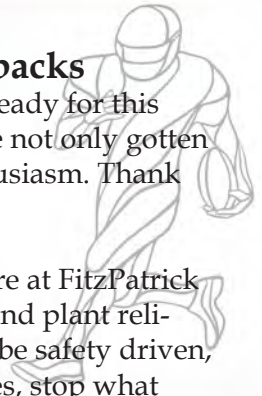 backs
eady for this
e not only gotten
usiasm. Thank
re at FitzPatrick
nd plant reli-
be safety driven,
es, stop what